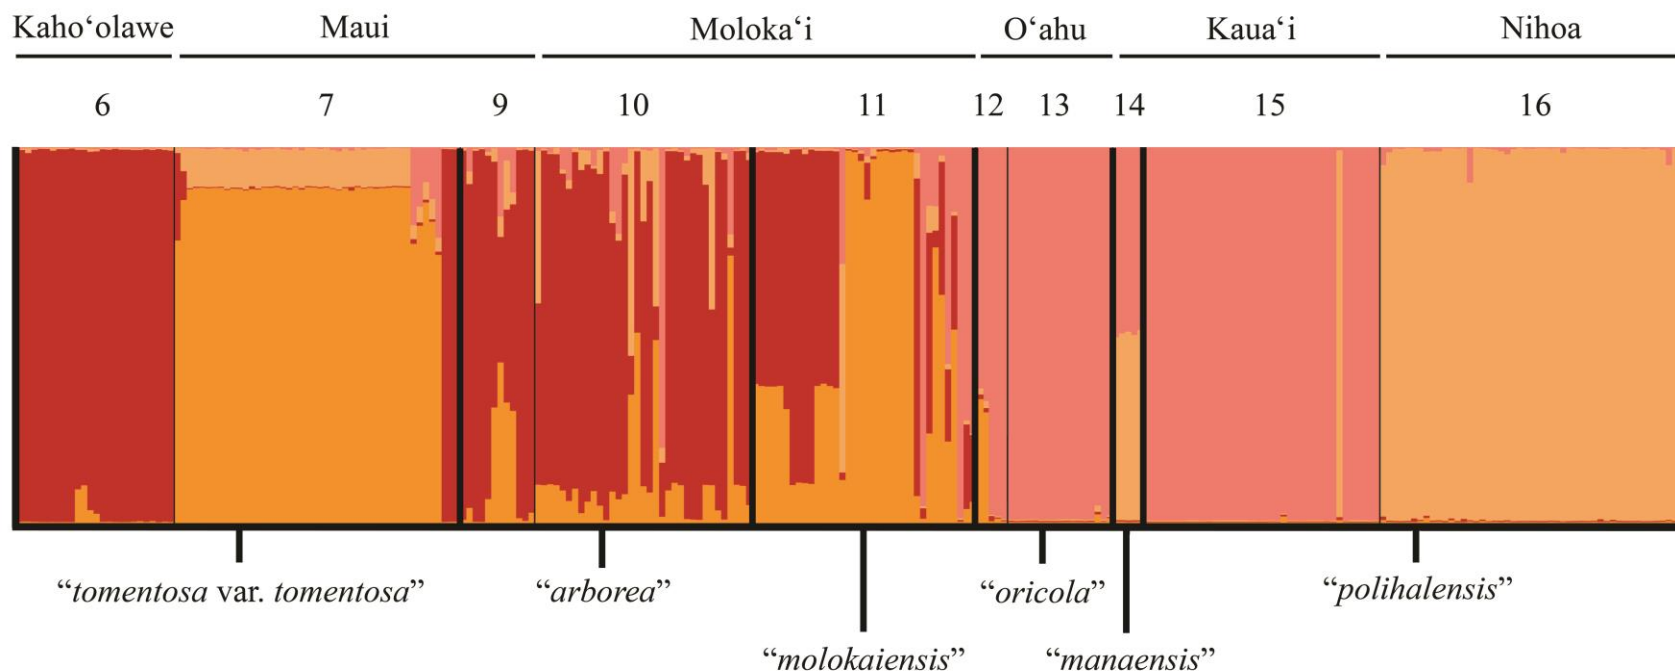 Kaho‘olawe Maui Moloka‘i O‘ahu Kaua‘i Nihoa
6 7 9 10 11 12 13 14 15 16
“tomentosa var. tomentosa” “arborea” “oricola” “polihalensis”
“molokaiensis” “manaensis”